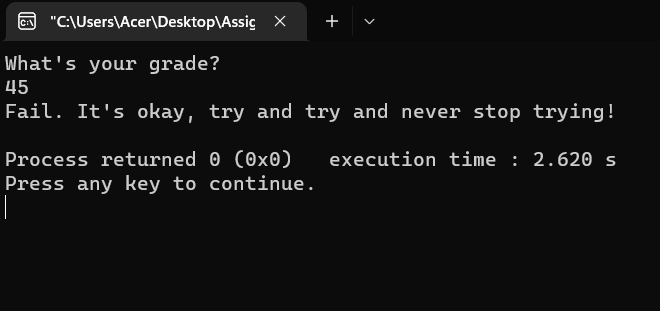 "C:\Users\Acer\Desktop\Assig
What's your grade?
45
Fail. It's okay, try and try and never stop trying!
Process returned 0 (0x0)   execution time : 2.620 s
Press any key to continue.